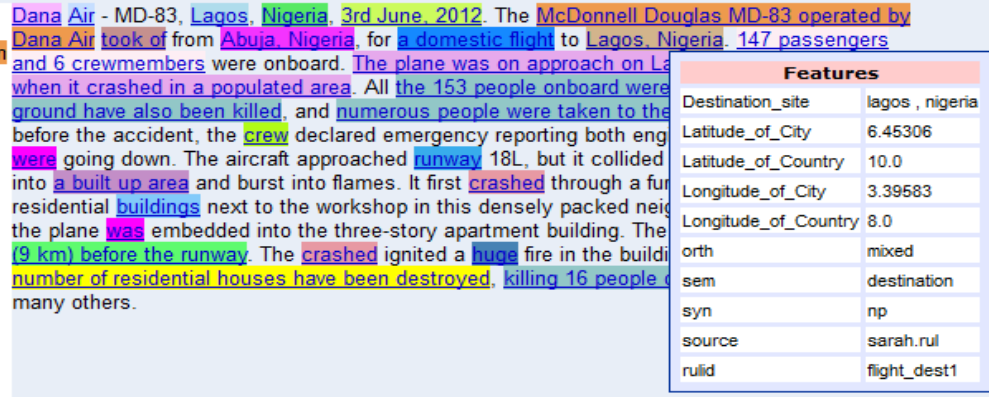 Dana Air - MD-83, Lagos, Nigeria, 3rd June, 2012. The McDonnell Douglas MD-83 operated by
Dana Air took of from Abuja, Nigeria, for a domestic flight to Lagos, Nigeria. 147 passengers
and 6 crewmembers were onboard. The plane was on approach on La
when it crashed in a populated area. All the 153 people onboard were
ground have also been killed, and numerous people were taken to the
before the accident, the crew declared emergency reporting both eng
were going down. The aircraft approached runway 18L, but it collided
into a built up area and burst into flames. It first crashed through a fur
residential buildings next to the workshop in this densely packed neig
the plane was embedded into the three-story apartment building. The
(9 km) before the runway. The crashed ignited a huge fire in the buildi
number of residential houses have been destroyed, killing 16 people
many others.
Features
Destination_site lagos , nigeria
Latitude_of_City 6.45306
Latitude_of_Country 10.0
Longitude_of_City 3.39583
Longitude_of_Country 8.0
orth mixed
sem destination
syn np
source sarah.rul
rulid flight_dest1